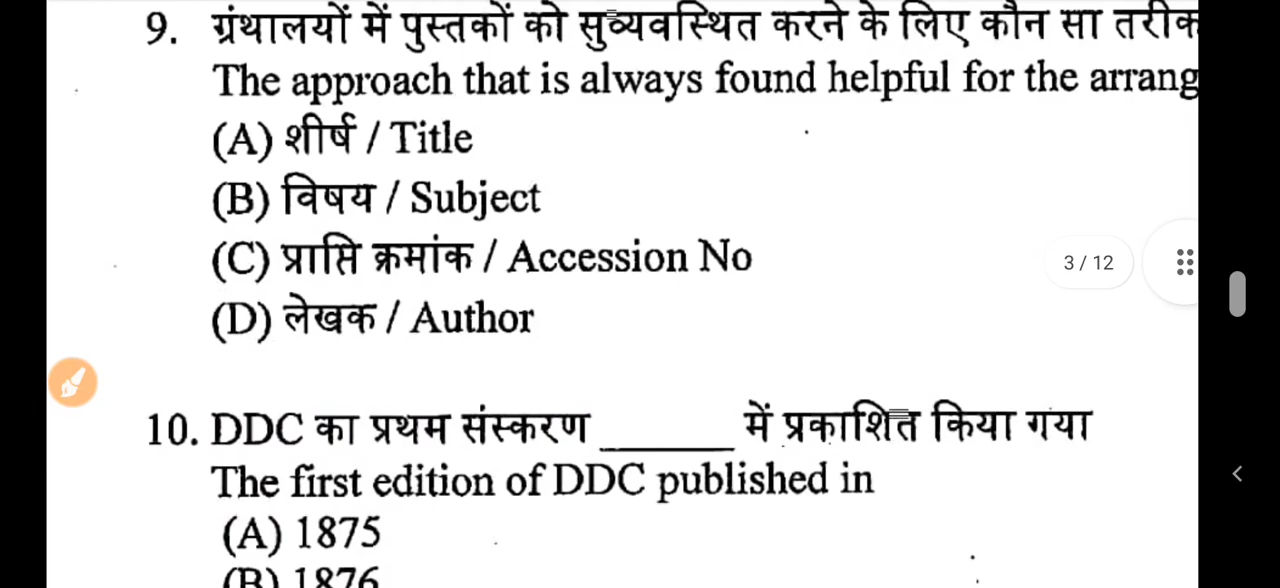 9. ग्रंथालयों में पुस्तकों को सुव्यवस्थित करने के लिए कौन सा
The approach that is always found helpful for the
(A) शीर्ष / Title
(B) विषय / Subject
(C) प्राप्ति क्रमांक / Accession No
(D) लेखक / Author
3 / 12
10. DDC का प्रथम संस्करण ______ में प्रकाशित किया गया
The first edition of DDC published in
(A) 1875
(B) 1876